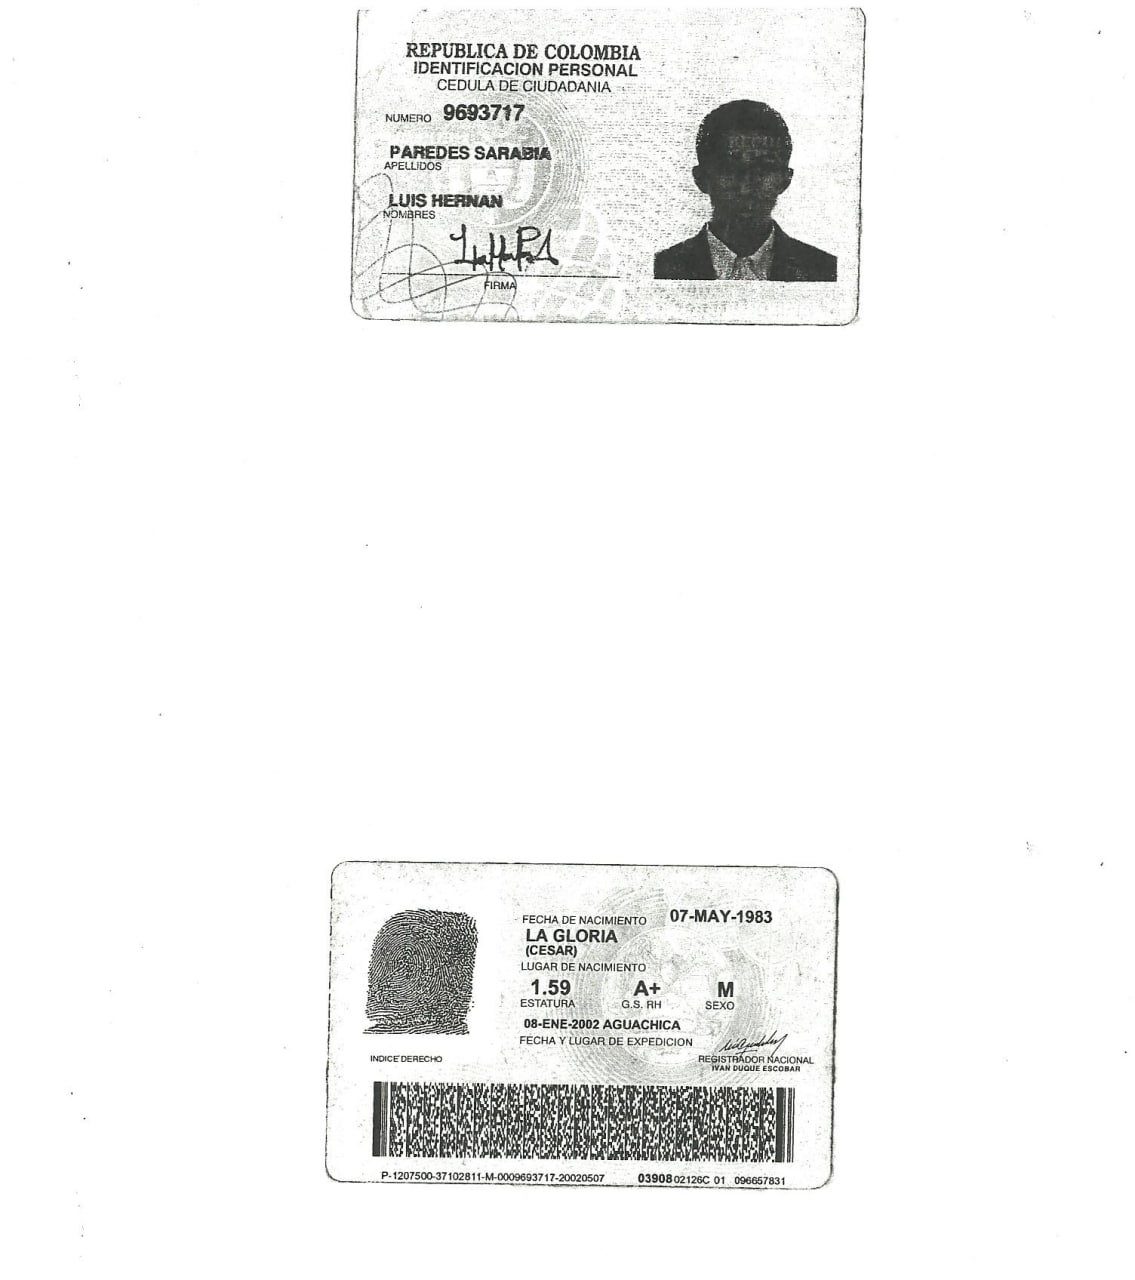 REPUBLICA DE COLOMBIA
IDENTIFICACION PERSONAL
CEDULA DE CIUDADANIA
NUMERO 9693717
PAREDES SARABIA
APELLIDOS
LUIS HERNAN
NOMBRES
FIRMA
FECHA DE NACIMIENTO 07-MAY-1983
LA GLORIA
(CESAR)
LUGAR DE NACIMIENTO
1.59 A+ M
ESTATURA G.S. RH SEXO
08-ENE-2002 AGUACHICA
FECHA Y LUGAR DE EXPEDICION
INDICE DERECHO
REGISTRADOR NACIONAL
IVAN DUQUE ESCOBAR
P-1207500-37102811-M-0009693717-20020507 03908 02126C 01 096657831